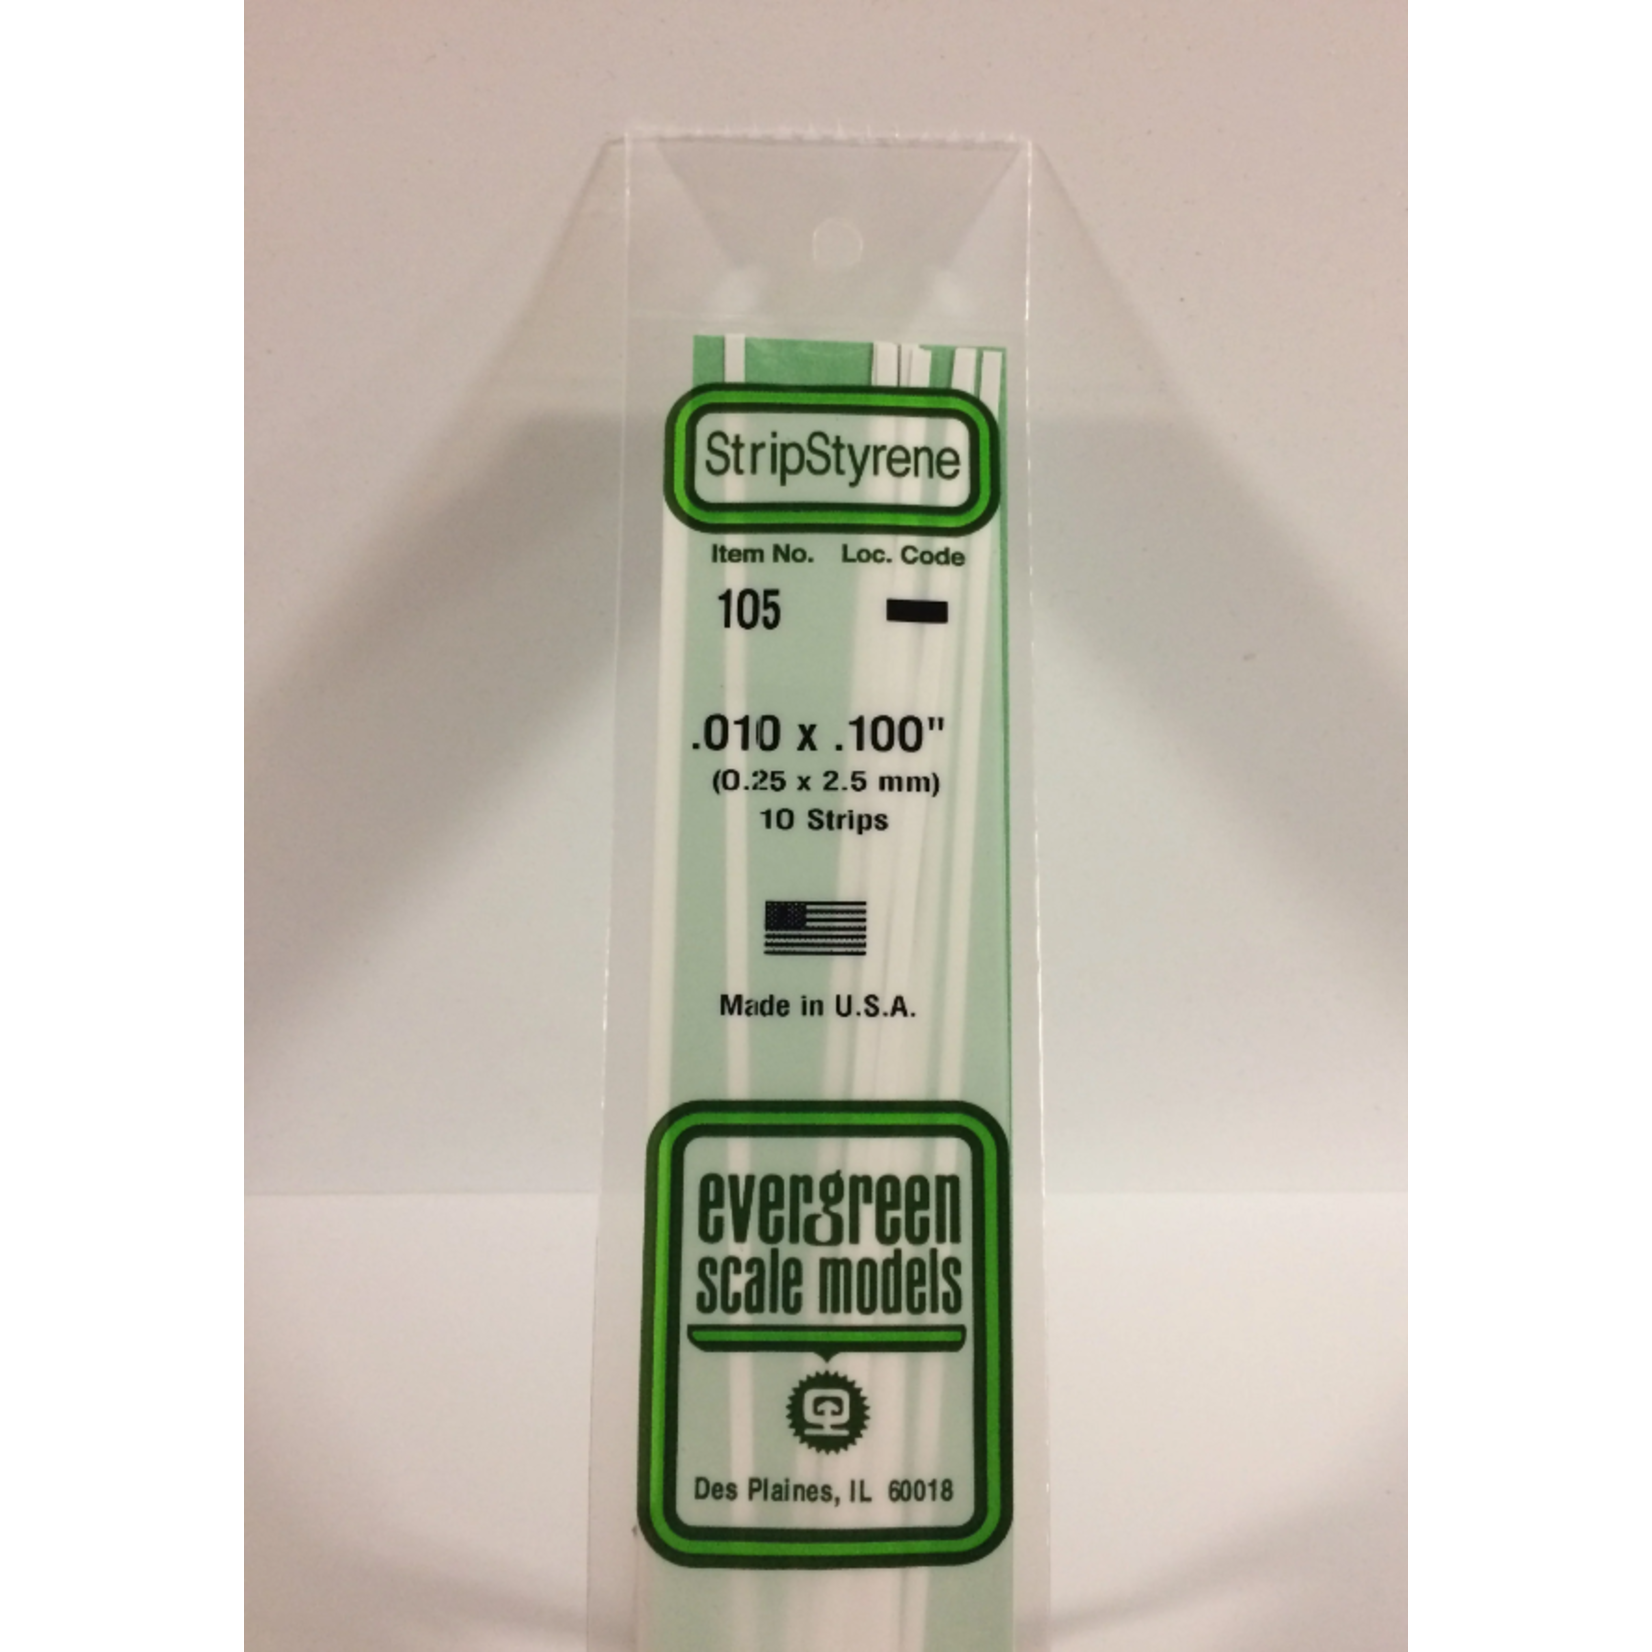 StripStyrene
Item No. Loc. Code
105
.010 x .100"
(0.25 x 2.5 mm)
10 Strips
Made in U.S.A.
evergreen
scale models
Des Plaines, IL 60018